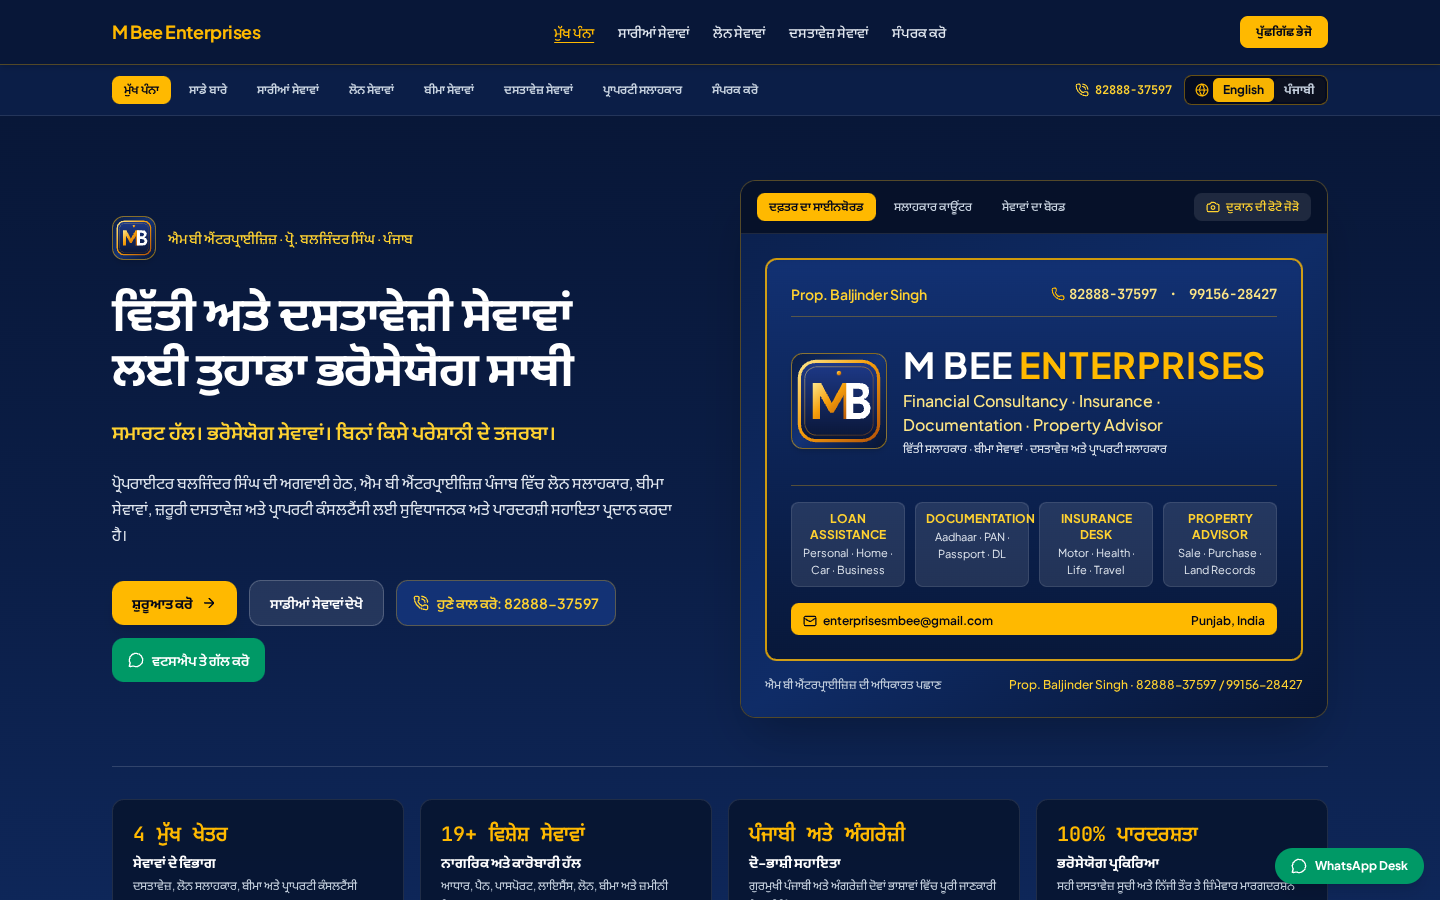 M Bee Enterprises
ਮੁੱਖ ਪੰਨਾ
ਸਾਰੀਆਂ ਸੇਵਾਵਾਂ
ਲੋਨ ਸੇਵਾਵਾਂ
ਦਸਤਾਵੇਜ਼ ਸੇਵਾਵਾਂ
ਸੰਪਰਕ ਕਰੋ
ਪੁੱਛਗਿੱਛ ਭੇਜੋ
ਮੁੱਖ ਪੰਨਾ
ਸਾਡੇ ਬਾਰੇ
ਸਾਰੀਆਂ ਸੇਵਾਵਾਂ
ਲੋਨ ਸੇਵਾਵਾਂ
ਬੀਮਾ ਸੇਵਾਵਾਂ
ਦਸਤਾਵੇਜ਼ ਸੇਵਾਵਾਂ
ਪ੍ਰਾਪਰਟੀ ਸਲਾਹਕਾਰ
ਸੰਪਰਕ ਕਰੋ
82888-37597
English
ਪੰਜਾਬੀ
MB
ਐਮ ਬੀ ਐਂਟਰਪ੍ਰਾਈਜ਼ਿਜ਼ · ਪ੍ਰੋ. ਬਲਜਿੰਦਰ ਸਿੰਘ · ਪੰਜਾਬ
ਵਿੱਤੀ ਅਤੇ ਦਸਤਾਵੇਜ਼ੀ ਸੇਵਾਵਾਂ
ਲਈ ਤੁਹਾਡਾ ਭਰੋਸੇਯੋਗ ਸਾਥੀ
ਸਮਾਰਟ ਹੱਲ। ਭਰੋਸੇਯੋਗ ਸੇਵਾਵਾਂ। ਬਿਨਾਂ ਕਿਸੇ ਪਰੇਸ਼ਾਨੀ ਦੇ ਤਜਰਬਾ।
ਪ੍ਰੋਪਰਾਈਟਰ ਬਲਜਿੰਦਰ ਸਿੰਘ ਦੀ ਅਗਵਾਈ ਹੇਠ, ਐਮ ਬੀ ਐਂਟਰਪ੍ਰਾਈਜ਼ਿਜ਼ ਪੰਜਾਬ ਵਿੱਚ ਲੋਨ ਸਲਾਹਕਾਰ, ਬੀਮਾ
ਸੇਵਾਵਾਂ, ਜ਼ਰੂਰੀ ਦਸਤਾਵੇਜ਼ ਅਤੇ ਪ੍ਰਾਪਰਟੀ ਕੰਸਲਟੈਂਸੀ ਲਈ ਸੁਵਿਧਾਜਨਕ ਅਤੇ ਪਾਰਦਰਸ਼ੀ ਸਹਾਇਤਾ ਪ੍ਰਦਾਨ ਕਰਦਾ
ਹੈ।
ਸ਼ੁਰੂਆਤ ਕਰੋ
ਸਾਡੀਆਂ ਸੇਵਾਵਾਂ ਦੇਖੋ
ਹੁਣੇ ਕਾਲ ਕਰੋ: 82888-37597
ਵਟਸਐਪ ਤੇ ਗੱਲ ਕਰੋ
ਦਫ਼ਤਰ ਦਾ ਸਾਈਨਬੋਰਡ
ਸਲਾਹਕਾਰ ਕਾਊਂਟਰ
ਸੇਵਾਵਾਂ ਦਾ ਬੋਰਡ
ਦੁਕਾਨ ਦੀ ਫੋਟੋ ਜੋੜੋ
Prop. Baljinder Singh
82888-37597 · 99156-28427
MB
M BEE ENTERPRISES
Financial Consultancy · Insurance ·
Documentation · Property Advisor
ਵਿੱਤੀ ਸਲਾਹਕਾਰ · ਬੀਮਾ ਸੇਵਾਵਾਂ · ਦਸਤਾਵੇਜ਼ ਅਤੇ ਪ੍ਰਾਪਰਟੀ ਸਲਾਹਕਾਰ
LOAN
ASSISTANCE
Personal · Home ·
Car · Business
DOCUMENTATION
Aadhaar · PAN ·
Passport · DL
INSURANCE
DESK
Motor · Health ·
Life · Travel
PROPERTY
ADVISOR
Sale · Purchase ·
Land Records
enterprisesmbee@gmail.com
Punjab, India
ਐਮ ਬੀ ਐਂਟਰਪ੍ਰਾਈਜ਼ਿਜ਼ ਦੀ ਅਧਿਕਾਰਤ ਪਛਾਣ
Prop. Baljinder Singh · 82888-37597 / 99156-28427
4 ਮੁੱਖ ਖੇਤਰ
ਸੇਵਾਵਾਂ ਦੇ ਵਿਭਾਗ
ਦਸਤਾਵੇਜ਼, ਲੋਨ ਸਲਾਹਕਾਰ, ਬੀਮਾ ਅਤੇ ਪ੍ਰਾਪਰਟੀ ਕੰਸਲਟੈਂਸੀ
19+ ਵਿਸ਼ੇਸ਼ ਸੇਵਾਵਾਂ
ਨਾਗਰਿਕ ਅਤੇ ਕਾਰੋਬਾਰੀ ਹੱਲ
ਆਧਾਰ, ਪੈਨ, ਪਾਸਪੋਰਟ, ਲਾਇਸੈਂਸ, ਲੋਨ, ਬੀਮਾ ਅਤੇ ਜ਼ਮੀਨੀ
ਪੰਜਾਬੀ ਅਤੇ ਅੰਗਰੇਜ਼ੀ
ਦੋ-ਭਾਸ਼ੀ ਸਹਾਇਤਾ
ਗੁਰਮੁਖੀ ਪੰਜਾਬੀ ਅਤੇ ਅੰਗਰੇਜ਼ੀ ਦੋਵਾਂ ਭਾਸ਼ਾਵਾਂ ਵਿੱਚ ਪੂਰੀ ਜਾਣਕਾਰੀ
100% ਪਾਰਦਰਸ਼ਤਾ
ਭਰੋਸੇਯੋਗ ਪ੍ਰਕਿਰਿਆ
ਸਹੀ ਦਸਤਾਵੇਜ਼ ਸੂਚੀ ਅਤੇ ਨਿੱਜੀ ਤੌਰ ਤੇ ਜ਼ਿੰਮੇਵਾਰ ਮਾਰਗਦਰਸ਼ਨ
WhatsApp Desk